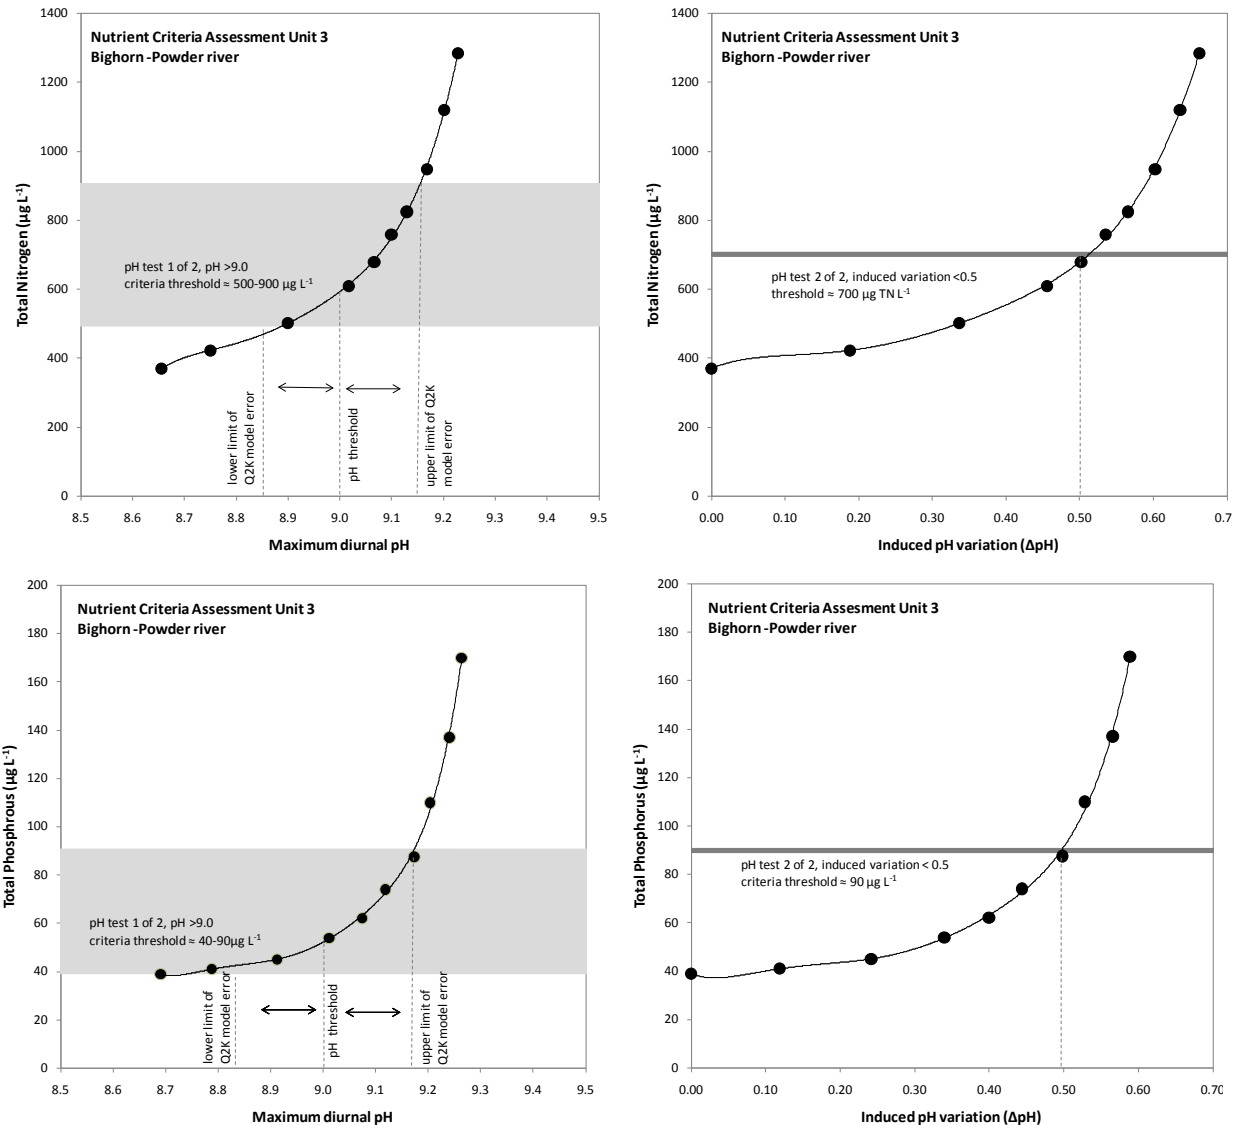 Nutrient Criteria Assessment Unit 3
Bighorn -Powder river
Total Nitrogen (µg L-1)
1400
1200
1000
800
600
400
200
0
pH test 1 of 2, pH >9.0
criteria threshold ≈ 500-900 µg L-1
lower limit of
Q2K model error
pH threshold
upper limit of Q2K
model error
8.5 8.6 8.7 8.8 8.9 9.0 9.1 9.2 9.3 9.4 9.5
Maximum diurnal pH
Nutrient Criteria Assessment Unit 3
Bighorn -Powder river
Total Nitrogen (µg L-1)
1400
1200
1000
800
600
400
200
0
pH test 2 of 2, induced variation <0.5
threshold ≈ 700 µg TN L-1
0.00 0.10 0.20 0.30 0.40 0.50 0.60 0.7
Induced pH variation (ΔpH)
Nutrient Criteria Assessment Unit 3
Bighorn -Powder river
Total Phosphrous (µg L-1)
200
180
160
140
120
100
80
60
40
20
0
pH test 1 of 2, pH >9.0
criteria threshold ≈ 40-90µg L-1
lower limit of
Q2K model error
pH threshold
upper limit of
Q2K model error
8.5 8.6 8.7 8.8 8.9 9.0 9.1 9.2 9.3 9.4 9.5
Maximum diurnal pH
Nutrient Criteria Assesment Unit 3
Bighorn -Powder river
Total Phosphorus (µg L-1)
200
180
160
140
120
100
80
60
40
20
0
pH test 2 of 2, induced variation < 0.5
criteria threshold ≈ 90 µg L-1
0.00 0.10 0.20 0.30 0.40 0.50 0.60 0.70
Induced pH variation (ΔpH)